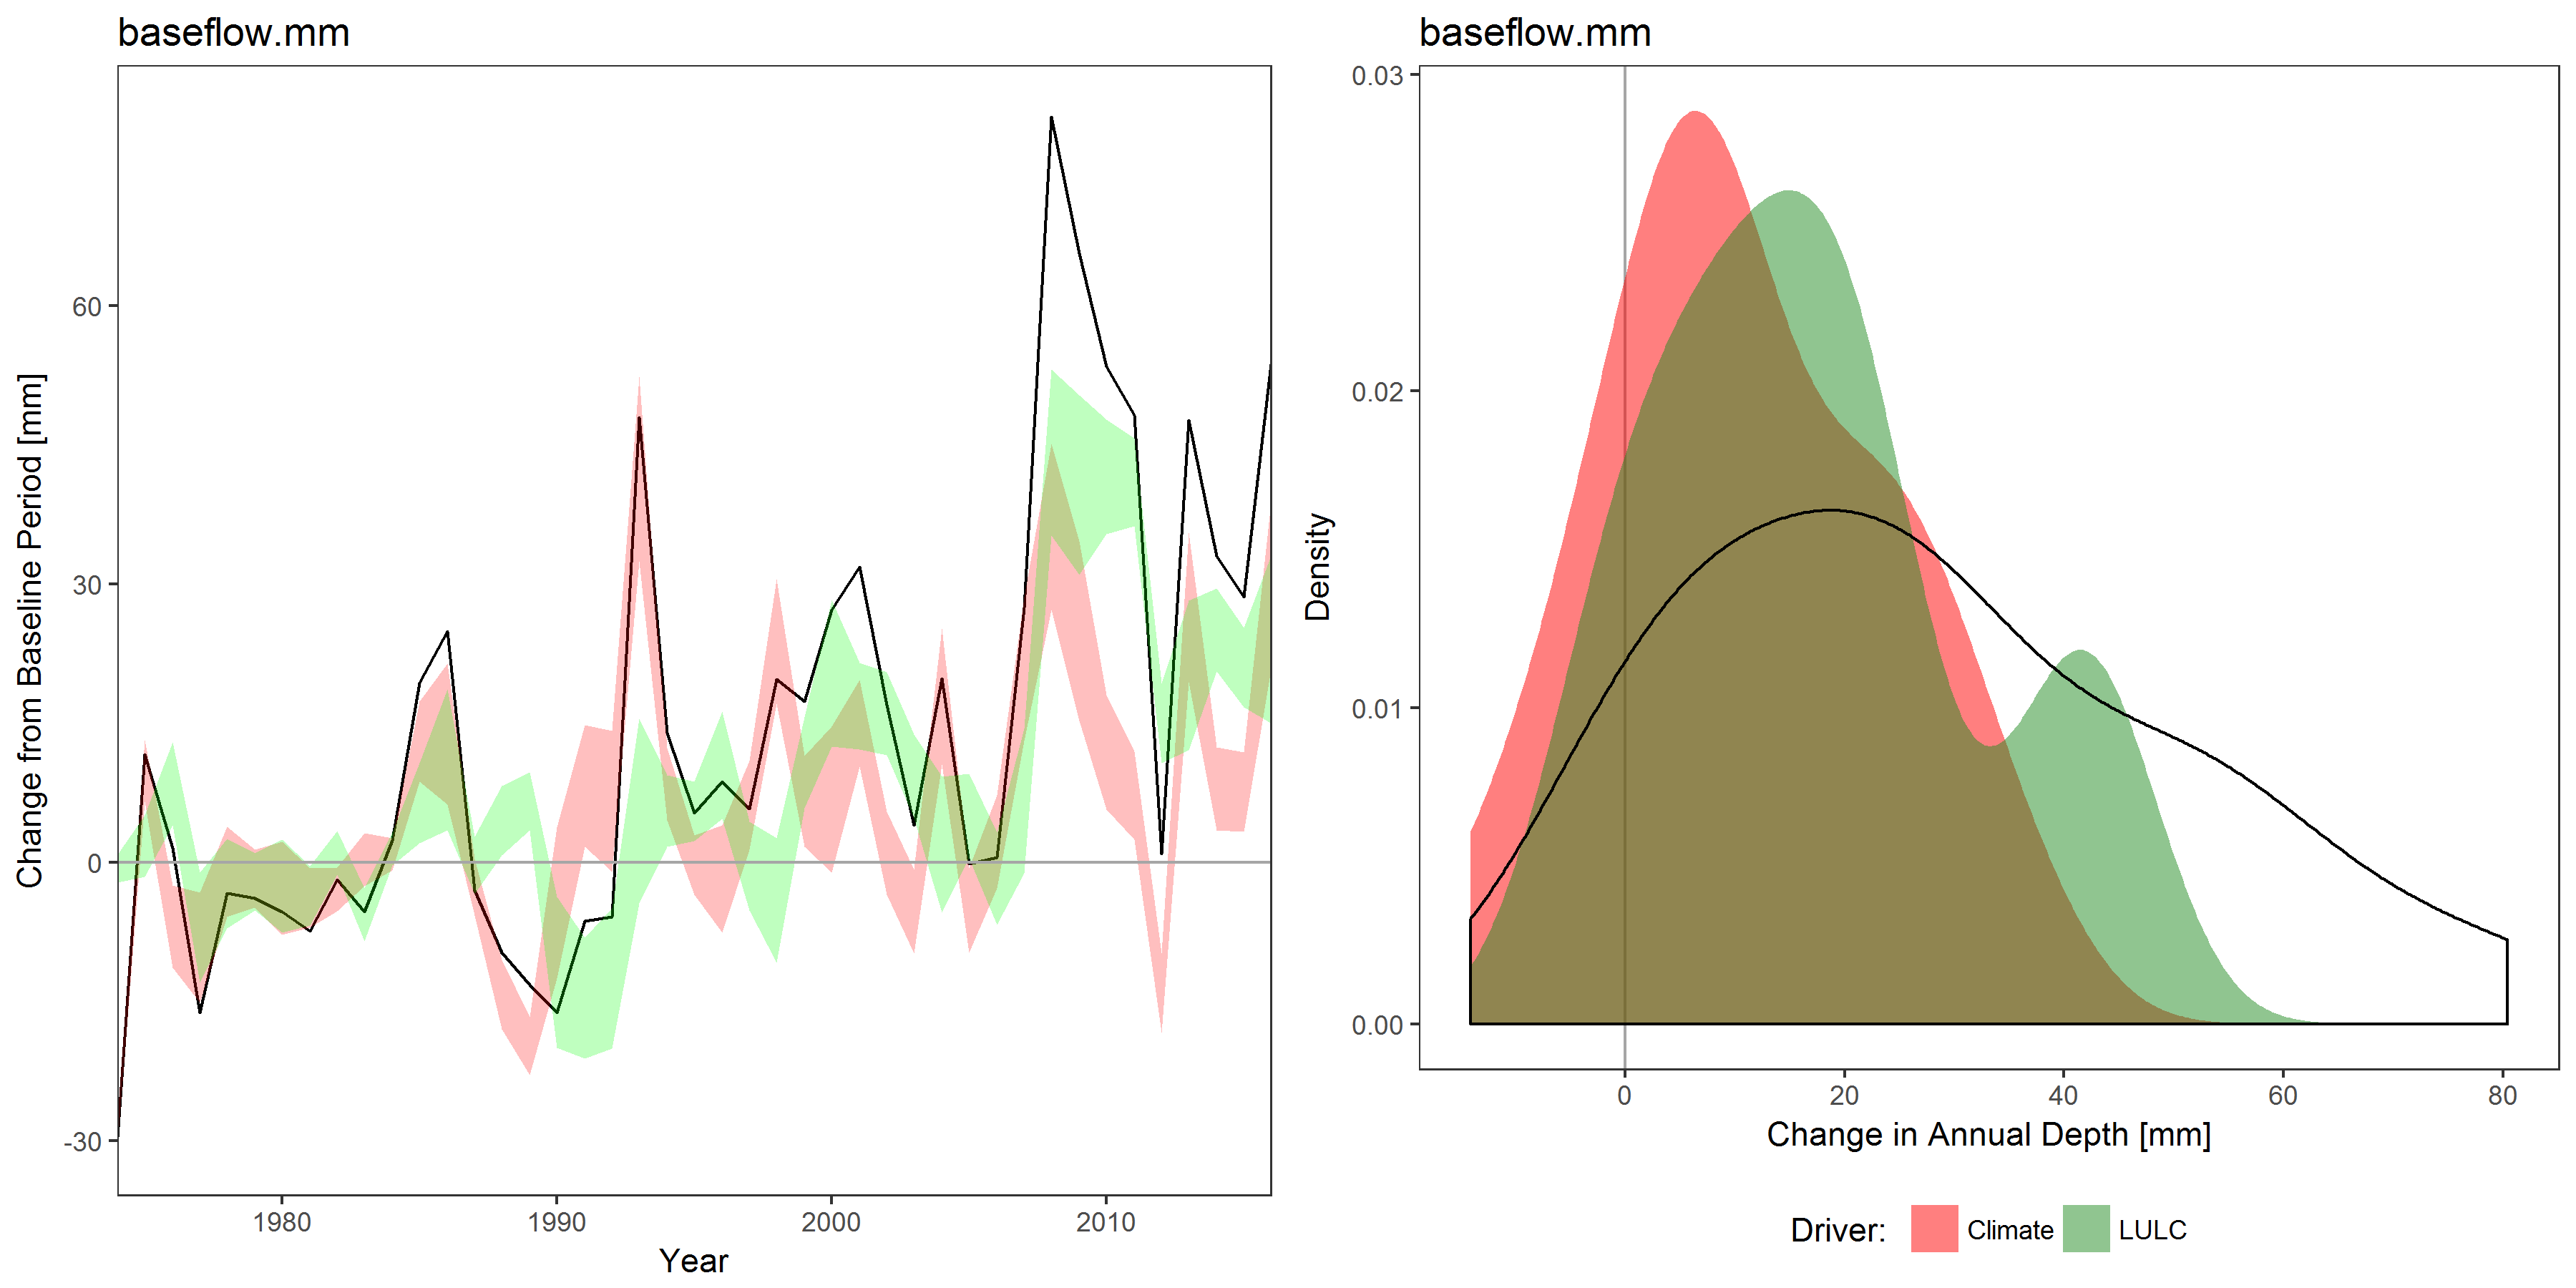 baseflow.mm
Change from Baseline Period [mm]
60
30
0
-30
1980
1990
2000
2010
Year
baseflow.mm
Density
0.03
0.02
0.01
0.00
0
20
40
60
80
Change in Annual Depth [mm]
Driver: Climate LULC